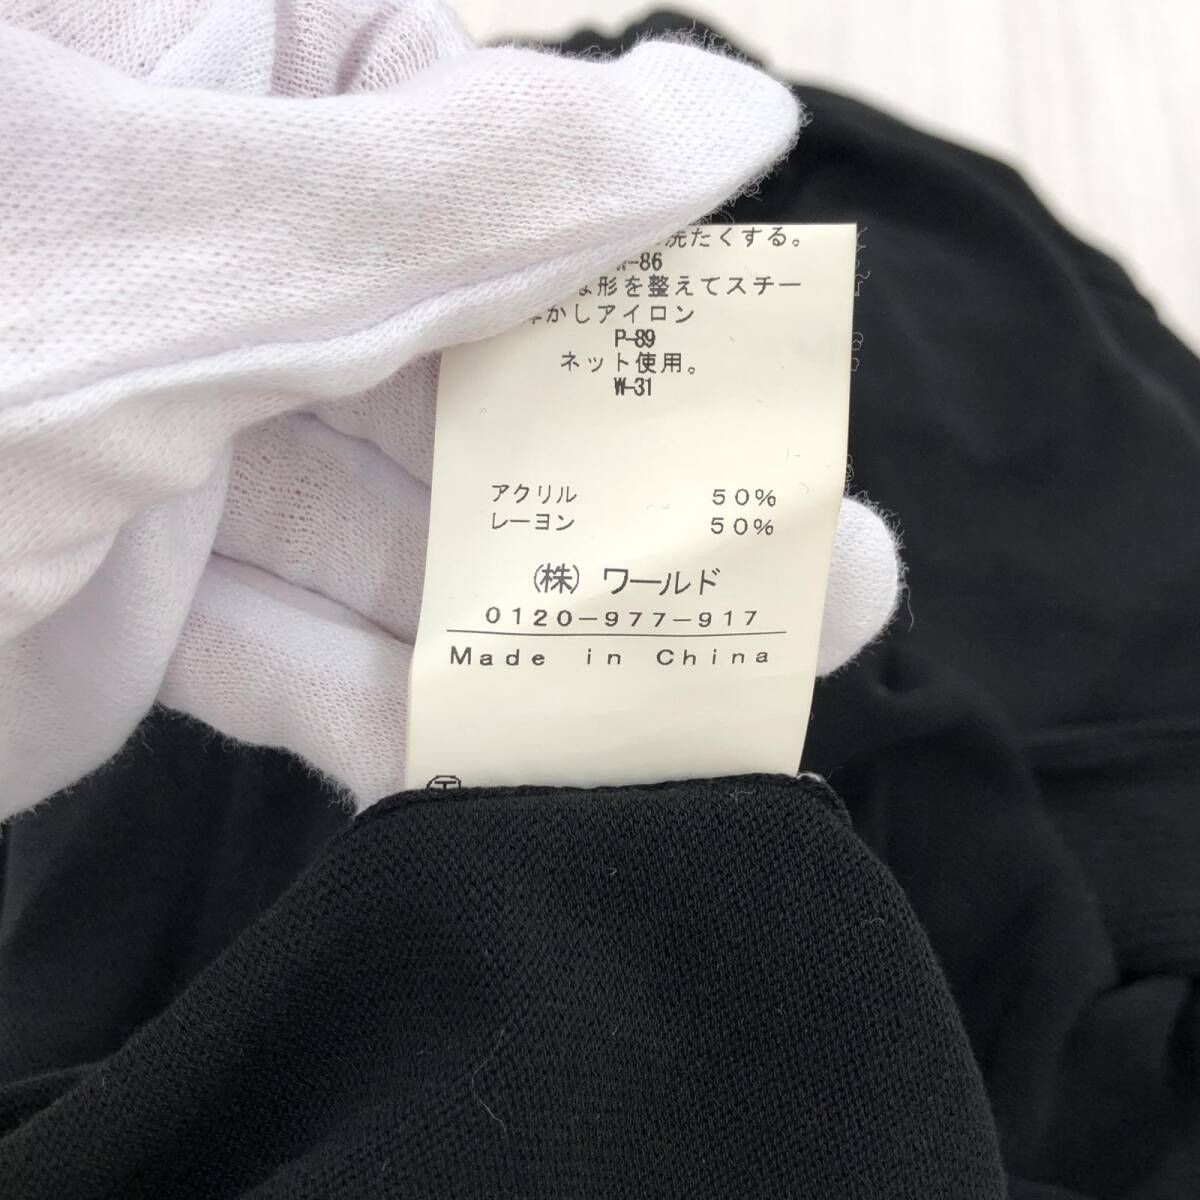 洗たくする。
-86
形を整えてスチー
かしアイロン
P-89
ネット使用。
W-31
アクリル 50%
レーヨン 50%
(株) ワールド
0120-977-917
Made in China